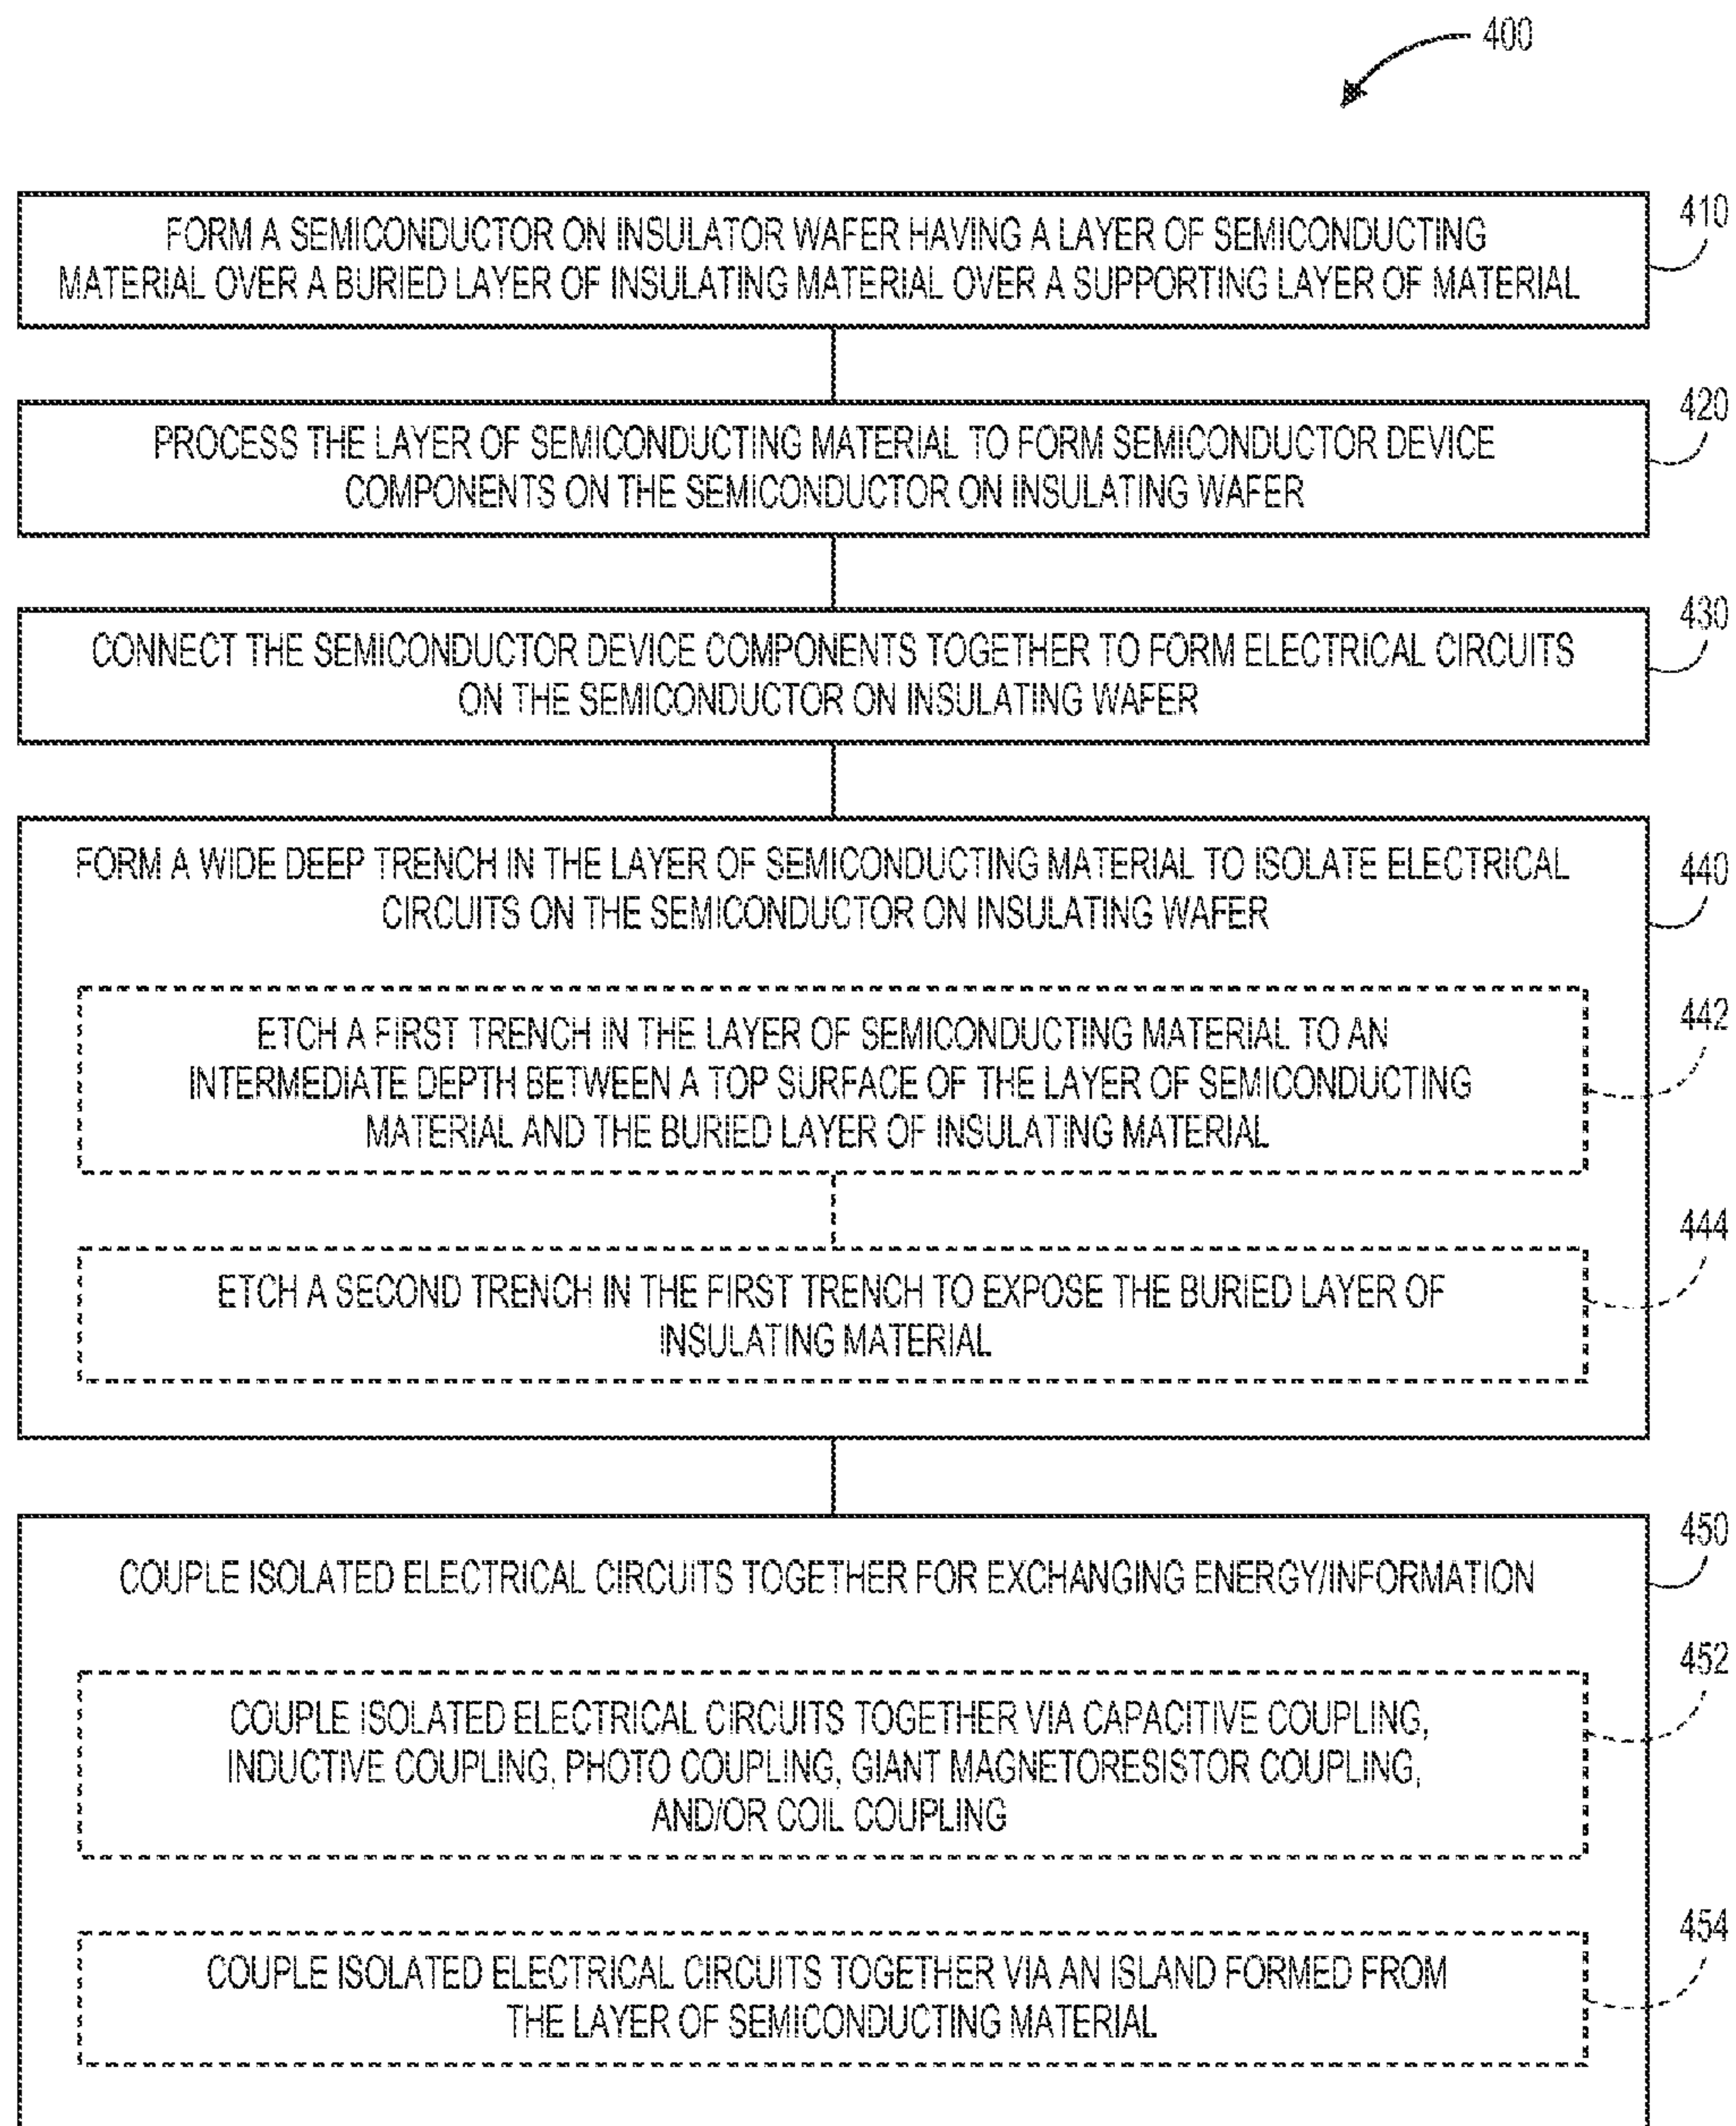 400
FORM A SEMICONDUCTOR ON INSULATOR WAFER HAVING A LAYER OF SEMICONDUCTING
MATERIAL OVER A BURIED LAYER OF INSULATING MATERIAL OVER A SUPPORTING LAYER OF MATERIAL
410
PROCESS THE LAYER OF SEMICONDUCTING MATERIAL TO FORM SEMICONDUCTOR DEVICE
COMPONENTS ON THE SEMICONDUCTOR ON INSULATING WAFER
420
CONNECT THE SEMICONDUCTOR DEVICE COMPONENTS TOGETHER TO FORM ELECTRICAL CIRCUITS
ON THE SEMICONDUCTOR ON INSULATING WAFER
430
FORM A WIDE DEEP TRENCH IN THE LAYER OF SEMICONDUCTING MATERIAL TO ISOLATE ELECTRICAL
CIRCUITS ON THE SEMICONDUCTOR ON INSULATING WAFER
440
ETCH A FIRST TRENCH IN THE LAYER OF SEMICONDUCTING MATERIAL TO AN
INTERMEDIATE DEPTH BETWEEN A TOP SURFACE OF THE LAYER OF SEMICONDUCTING
MATERIAL AND THE BURIED LAYER OF INSULATING MATERIAL
442
ETCH A SECOND TRENCH IN THE FIRST TRENCH TO EXPOSE THE BURIED LAYER OF
INSULATING MATERIAL
444
COUPLE ISOLATED ELECTRICAL CIRCUITS TOGETHER FOR EXCHANGING ENERGY/INFORMATION
450
COUPLE ISOLATED ELECTRICAL CIRCUITS TOGETHER VIA CAPACITIVE COUPLING,
INDUCTIVE COUPLING, PHOTO COUPLING, GIANT MAGNETORESISTOR COUPLING,
AND/OR COIL COUPLING
452
COUPLE ISOLATED ELECTRICAL CIRCUITS TOGETHER VIA AN ISLAND FORMED FROM
THE LAYER OF SEMICONDUCTING MATERIAL
454